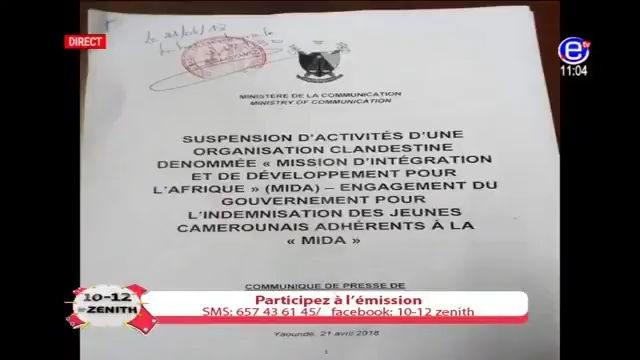 DIRECT
11:04
MINISTERE DE LA COMMUNICATION
MINISTRY OF COMMUNICATION
SUSPENSION D'ACTIVITÉS D'UNE
ORGANISATION CLANDESTINE
DENOMMÉE « MISSION D'INTÉGRATION
ET DE DÉVELOPPEMENT POUR
L'AFRIQUE » (MIDA) – ENGAGEMENT DU
GOUVERNEMENT POUR
L'INDEMNISATION DES JEUNES
CAMEROUNAIS ADHÉRENTS À LA
« MIDA »
COMMUNIQUE DE PRESSE DE
10-12
ZENITH
Participez à l'émission
SMS: 657 43 61 45/ facebook: 10-12 zenith
Yaoundé, 21 avril 2018
1